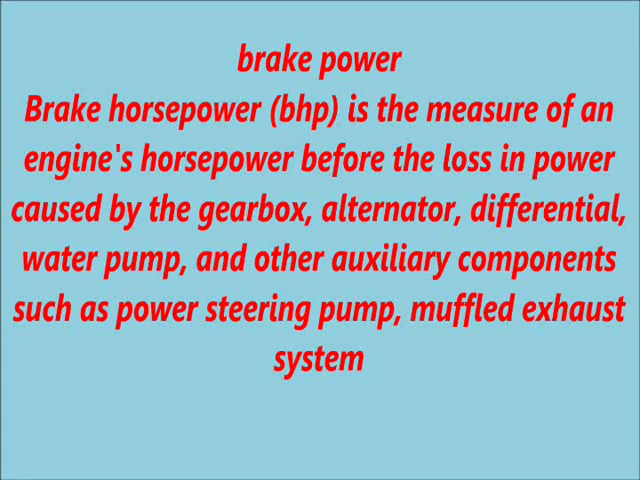 brake power
Brake horsepower (bhp) is the measure of an
engine's horsepower before the loss in power
caused by the gearbox, alternator, differential,
water pump, and other auxiliary components
such as power steering pump, muffled exhaust
system